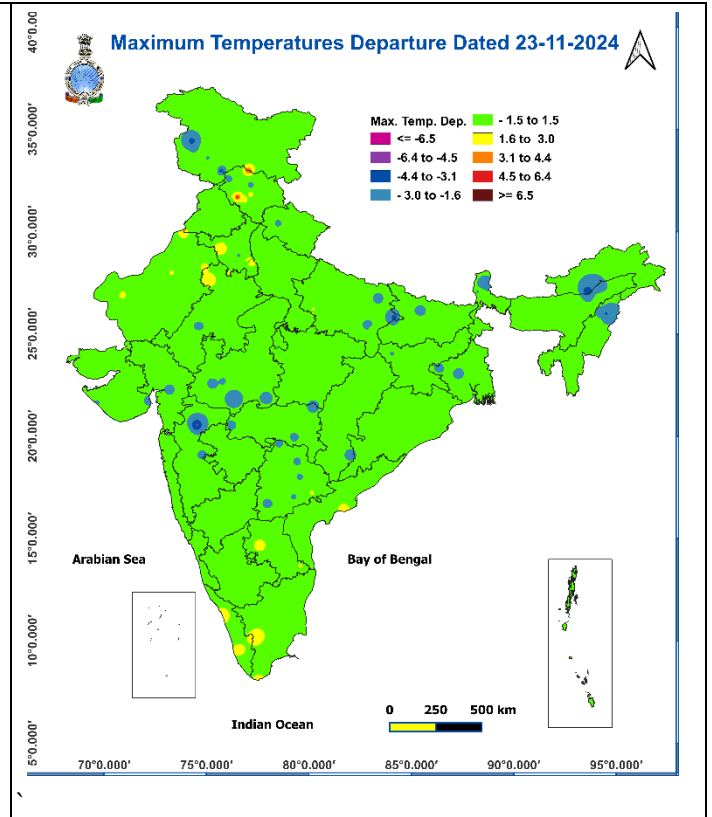 Maximum Temperatures Departure Dated 23-11-2024
Max. Temp. Dep.
<= -6.5
-6.4 to -4.5
-4.4 to -3.1
- 3.0 to -1.6
- 1.5 to 1.5
1.6 to 3.0
3.1 to 4.4
4.5 to 6.4
>= 6.5
40°0.000'
35°0.000'
30°0.000'
25°0.000'
20°0.000'
15°0.000'
10°0.000'
5°0.000'
Arabian Sea
Bay of Bengal
Indian Ocean
0 250 500 km
70°0.000' 75°0.000' 80°0.000' 85°0.000' 90°0.000' 95°0.000'
`